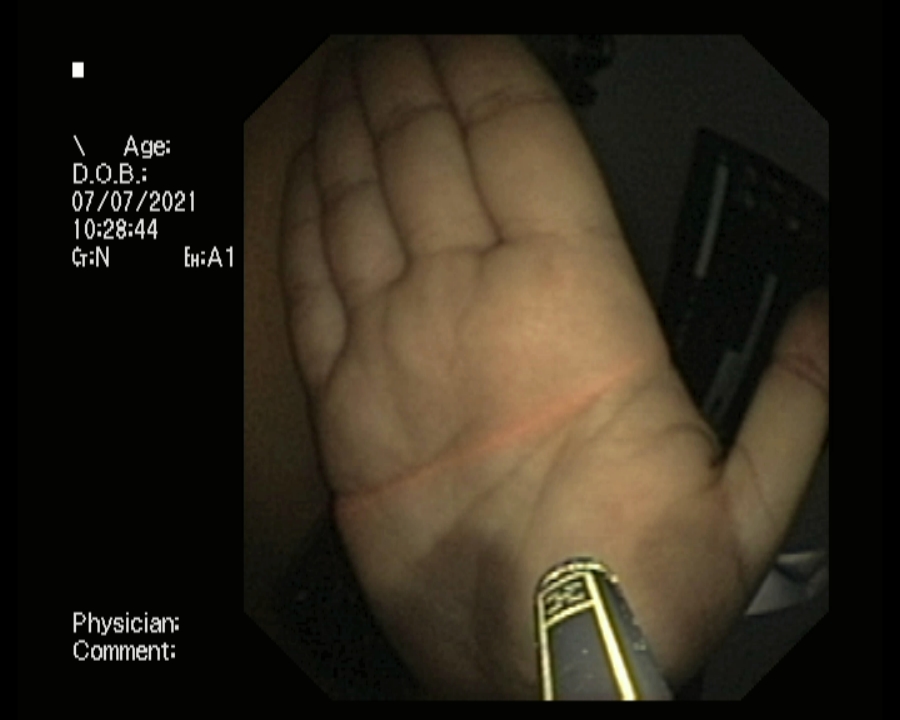 \ Age:
D.O.B.:
07/07/2021
10:28:44
Cr:N Eh:A1
Physician:
Comment: